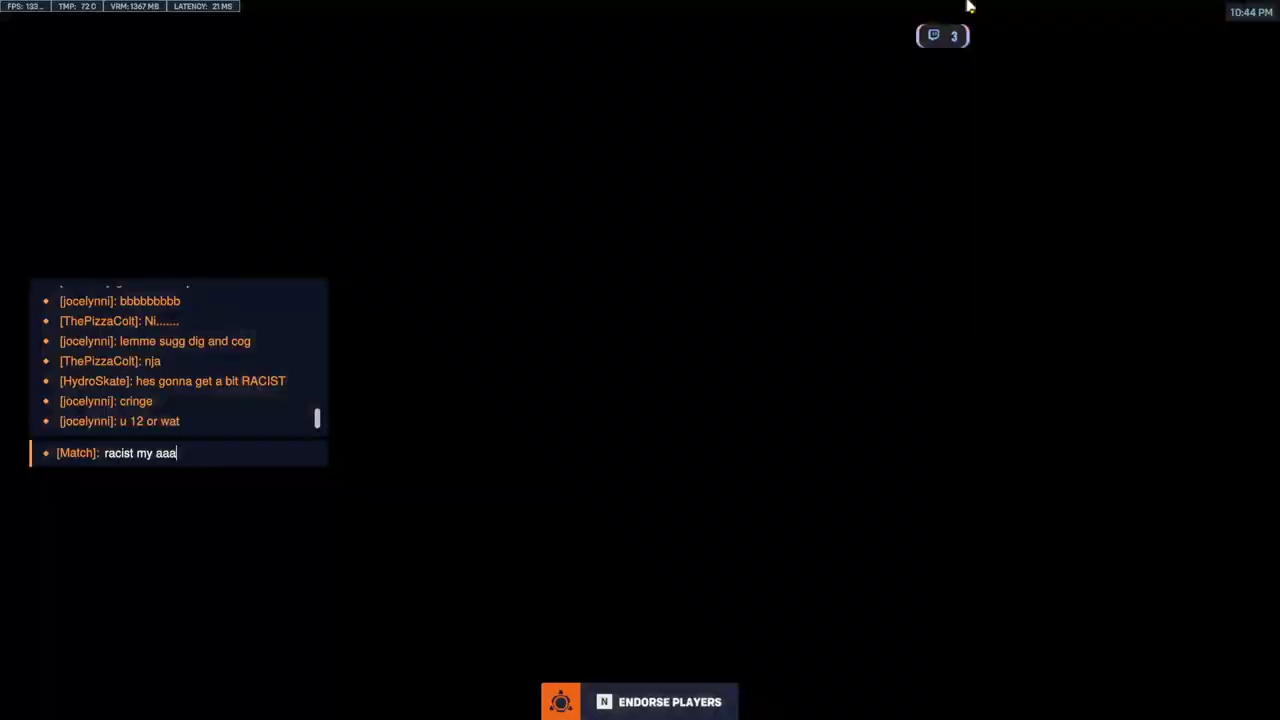 FPS: 133... TMP: 72 C VRM: 1367 MB LATENCY: 21 MS
10:44 PM
3
[jocelynni]: bbbbbbbbb
[ThePizzaColt]: Ni.......
[jocelynni]: lemme sugg dig and cog
[ThePizzaColt]: nja
[HydroSkate]: hes gonna get a bit RACIST
[jocelynni]: cringe
[jocelynni]: u 12 or wat
[Match]: racist my aaa
N ENDORSE PLAYERS